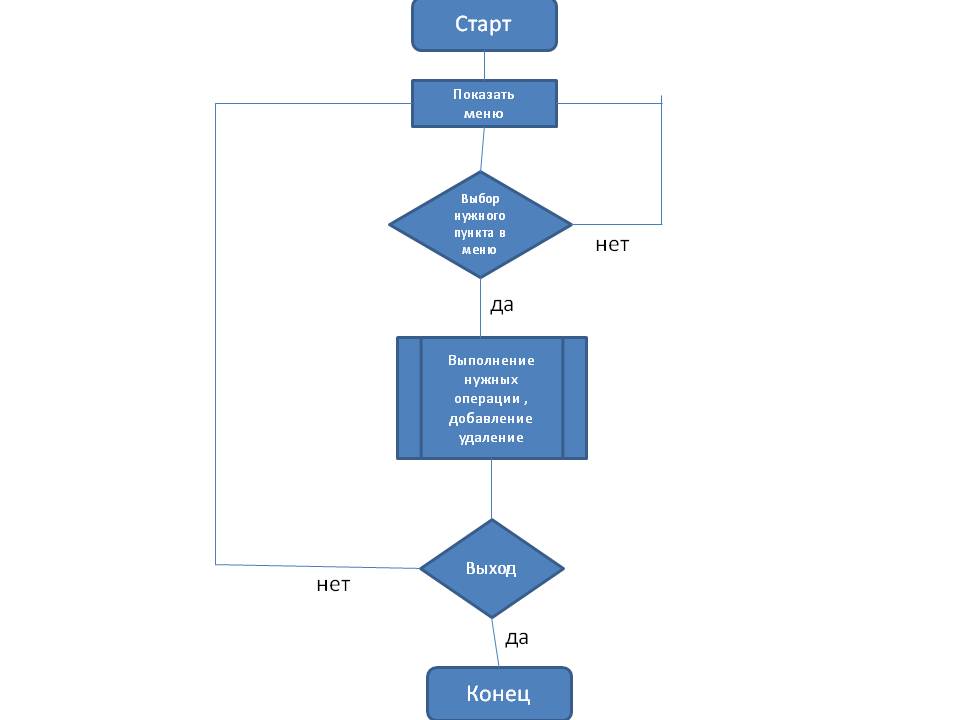 Старт
Показать
меню
Выбор
нужного
пункта в
меню
нет
да
Выполнение
нужных
операции ,
добавление
удаление
Выход
нет
да
Конец